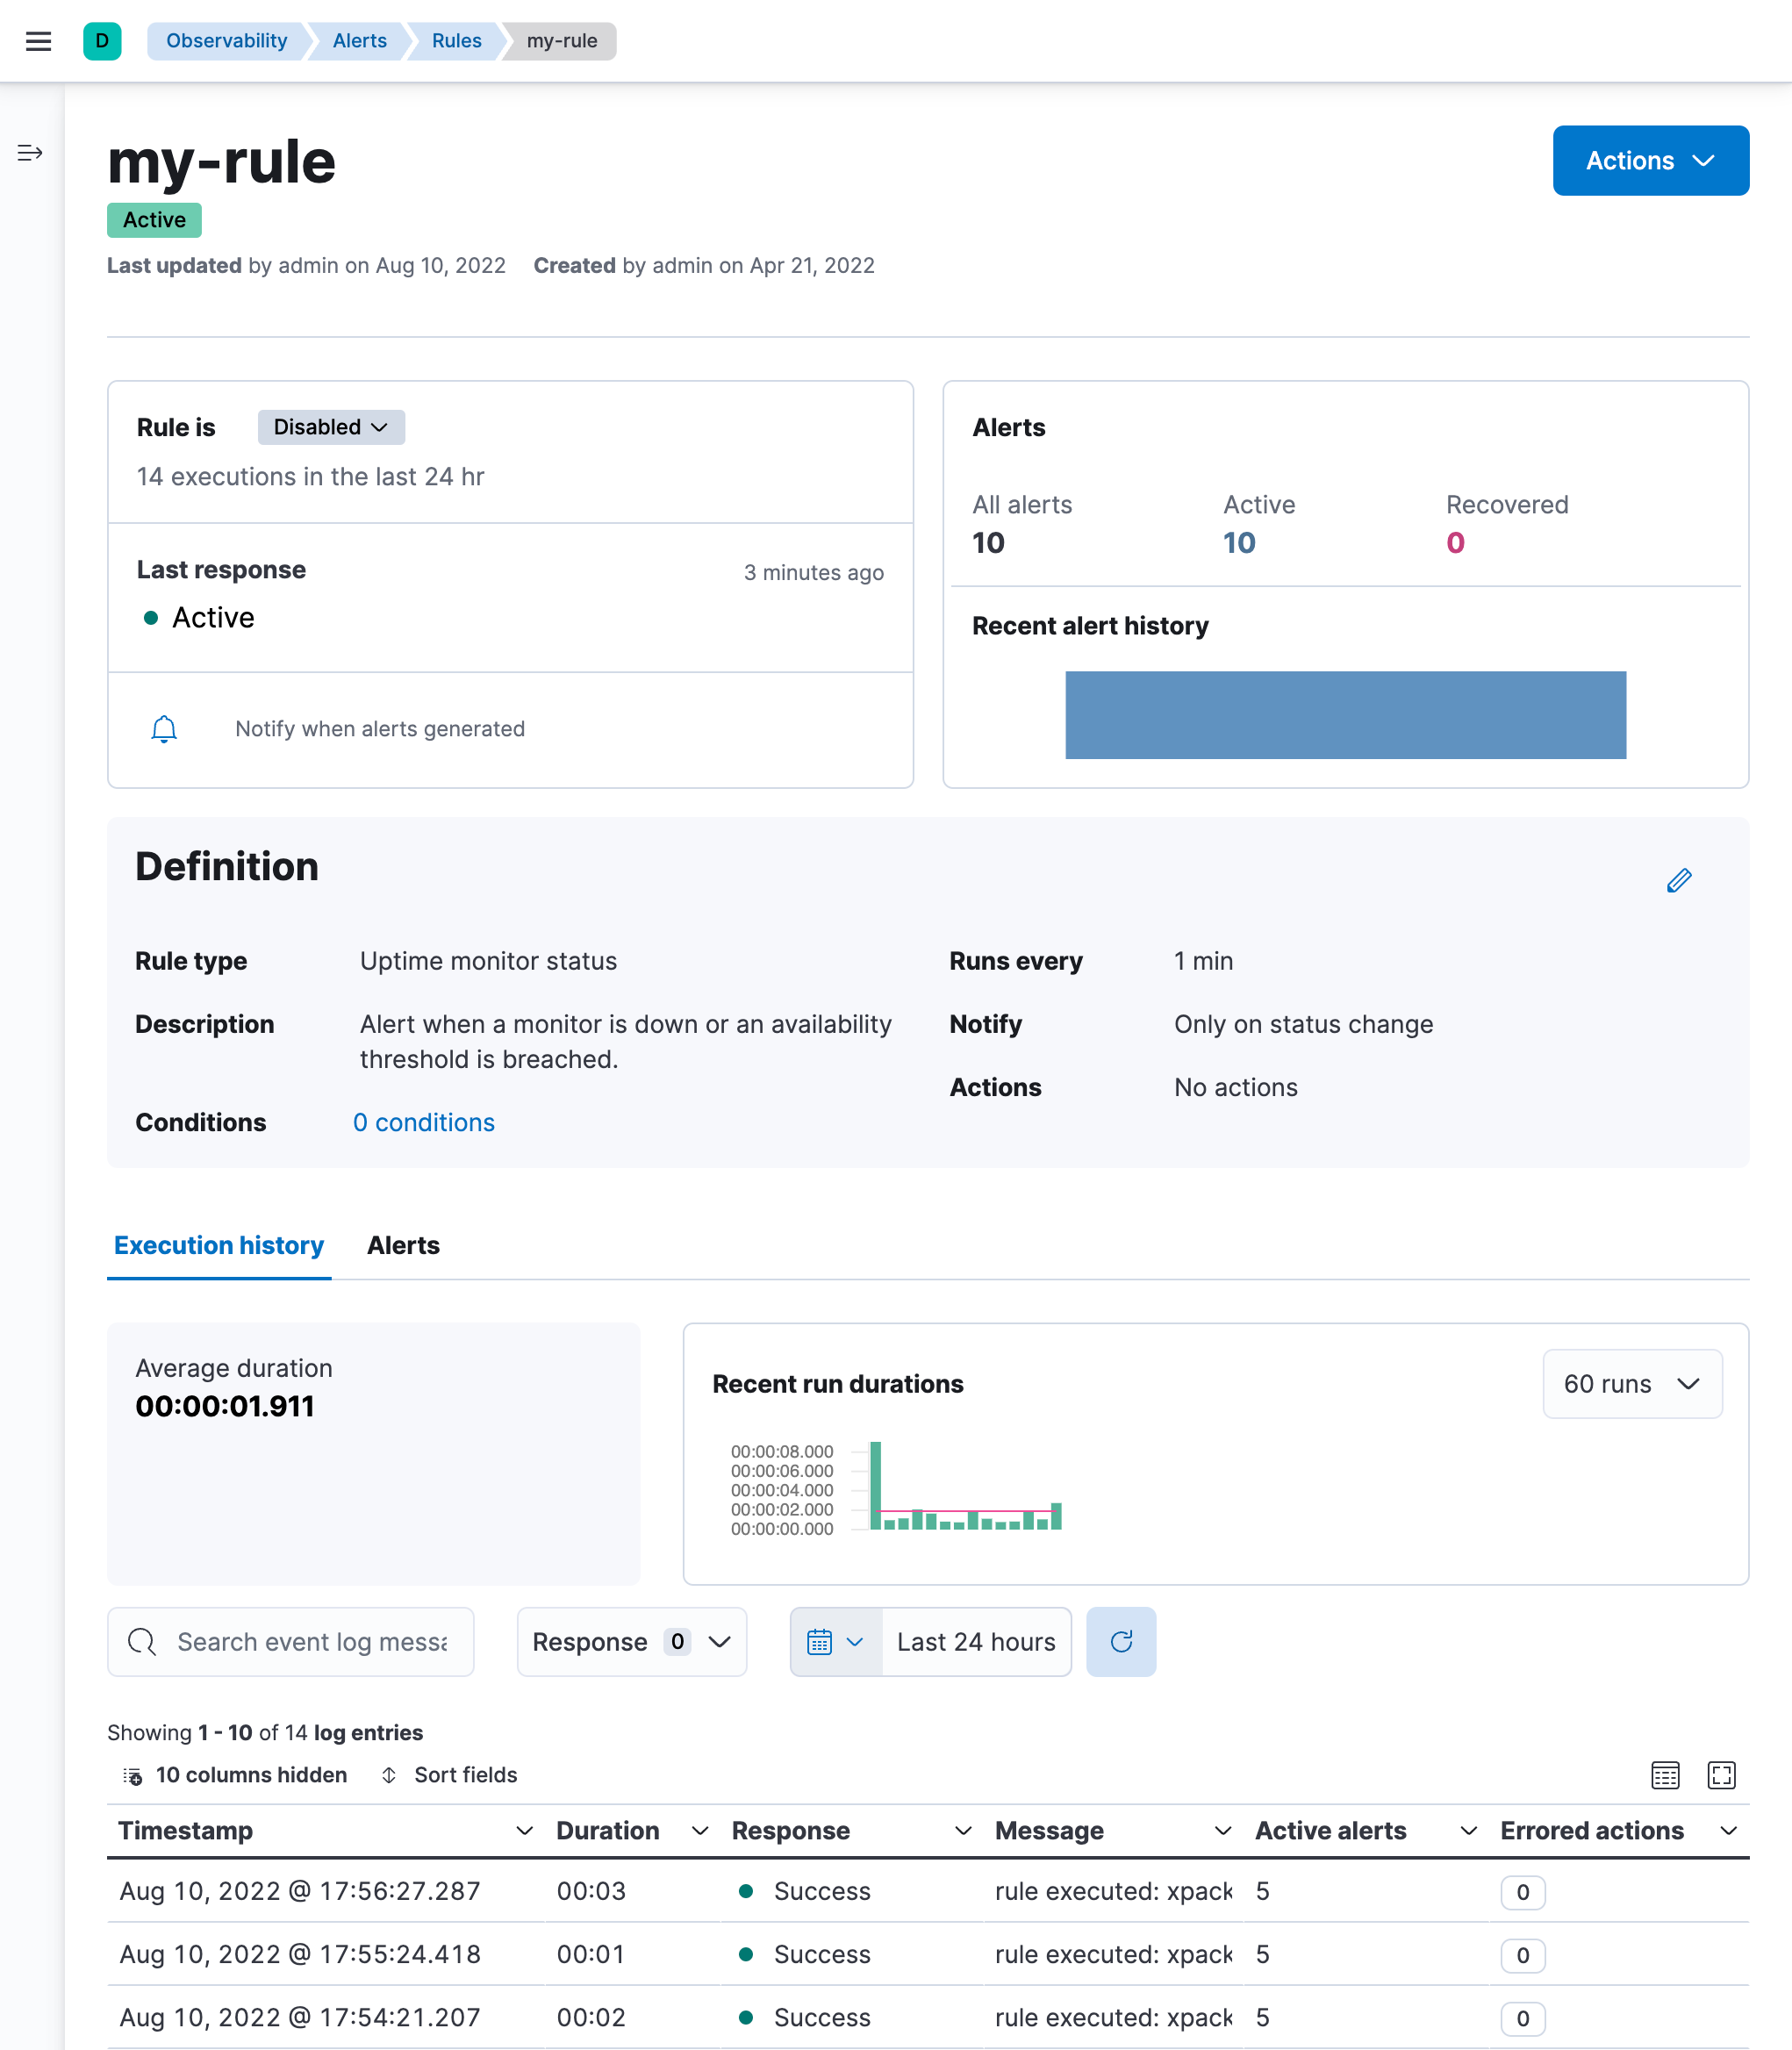 D Observability Alerts Rules my-rule
my-rule
Actions
Active
Last updated by admin on Aug 10, 2022 Created by admin on Apr 21, 2022
Rule is Disabled
14 executions in the last 24 hr
Last response 3 minutes ago
Active
Notify when alerts generated
Alerts
All alerts Active Recovered
10 10 0
Recent alert history
Definition
Rule type Uptime monitor status
Description Alert when a monitor is down or an availability
threshold is breached.
Conditions 0 conditions
Runs every 1 min
Notify Only on status change
Actions No actions
Execution history Alerts
Average duration
00:00:01.911
Recent run durations 60 runs
00:00:08.000
00:00:06.000
00:00:04.000
00:00:02.000
00:00:00.000
Search event log messa Response 0 Last 24 hours
Showing 1 - 10 of 14 log entries
10 columns hidden Sort fields
Timestamp Duration Response Message Active alerts Errored actions
Aug 10, 2022 @ 17:56:27.287 00:03 Success rule executed: xpack 5 0
Aug 10, 2022 @ 17:55:24.418 00:01 Success rule executed: xpack 5 0
Aug 10, 2022 @ 17:54:21.207 00:02 Success rule executed: xpack 5 0